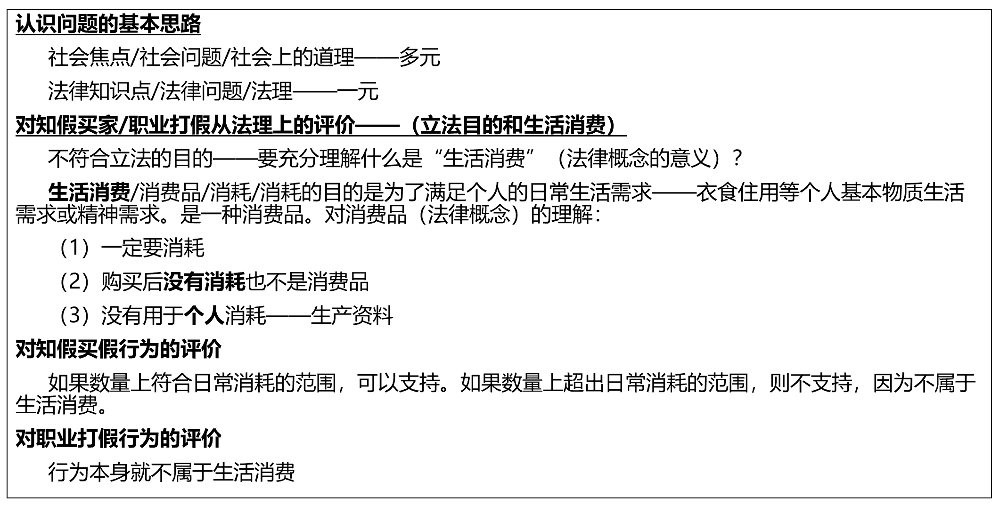 认识问题的基本思路
社会焦点/社会问题/社会上的道理——多元
法律知识点/法律问题/法理——一元
对知假买家/职业打假从法理上的评价——（立法目的和生活消费）
不符合立法的目的——要充分理解什么是“生活消费”（法律概念的意义）？
生活消费/消费品/消耗/消耗的目的是为了满足个人的日常生活需求——衣食住用等个人基本物质生活
需求或精神需求。是一种消费品。对消费品（法律概念）的理解：
（1）一定要消耗
（2）购买后没有消耗也不是消费品
（3）没有用于个人消耗——生产资料
对知假买假行为的评价
如果数量上符合日常消耗的范围，可以支持。如果数量上超出日常消耗的范围，则不支持，因为不属于
生活消费。
对职业打假行为的评价
行为本身就不属于生活消费